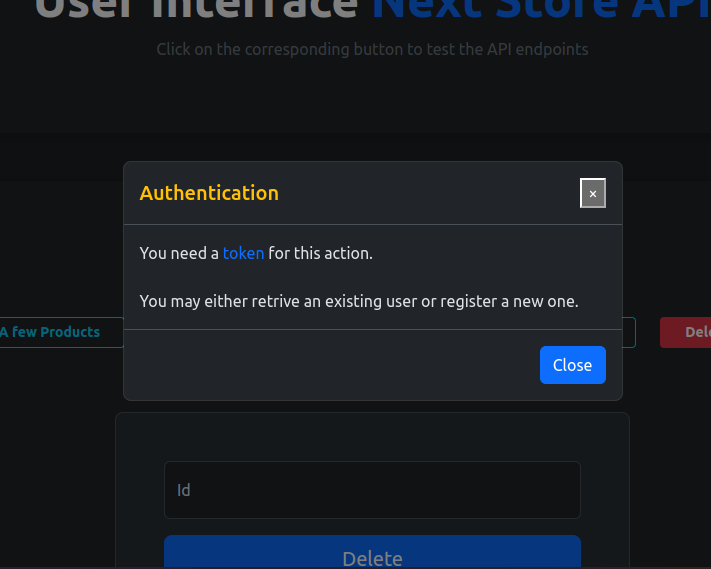 User Interface Next Store API
Click on the corresponding button to test the API endpoints
Authentication
×
You need a token for this action.
You may either retrive an existing user or register a new one.
A few Products
Close
Id
Delete